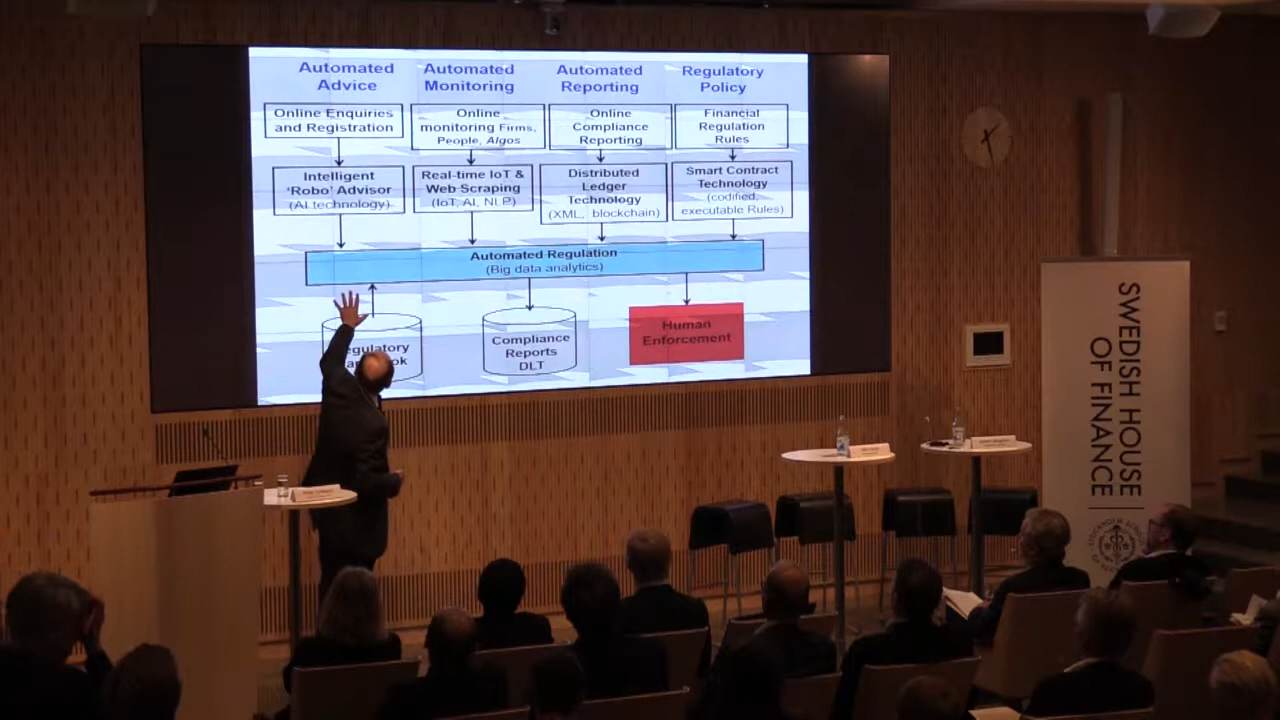 Automated
Advice
Automated
Monitoring
Automated
Reporting
Regulatory
Policy
Online Enquiries
and Registration
Online
monitoring Firms,
People, Algos
Online
Compliance
Reporting
Financial
Regulation
Rules
Intelligent
'Robo' Advisor
(AI technology)
Real-time IoT &
Web Scraping
(IoT, AI, NLP)
Distributed
Ledger
Technology
(XML, blockchain)
Smart Contract
Technology
(codified,
executable Rules)
Automated Regulation
(Big data analytics)
Compliance
Reports
DLT
Human
Enforcement
SWEDISH HOUSE
OF FINANCE